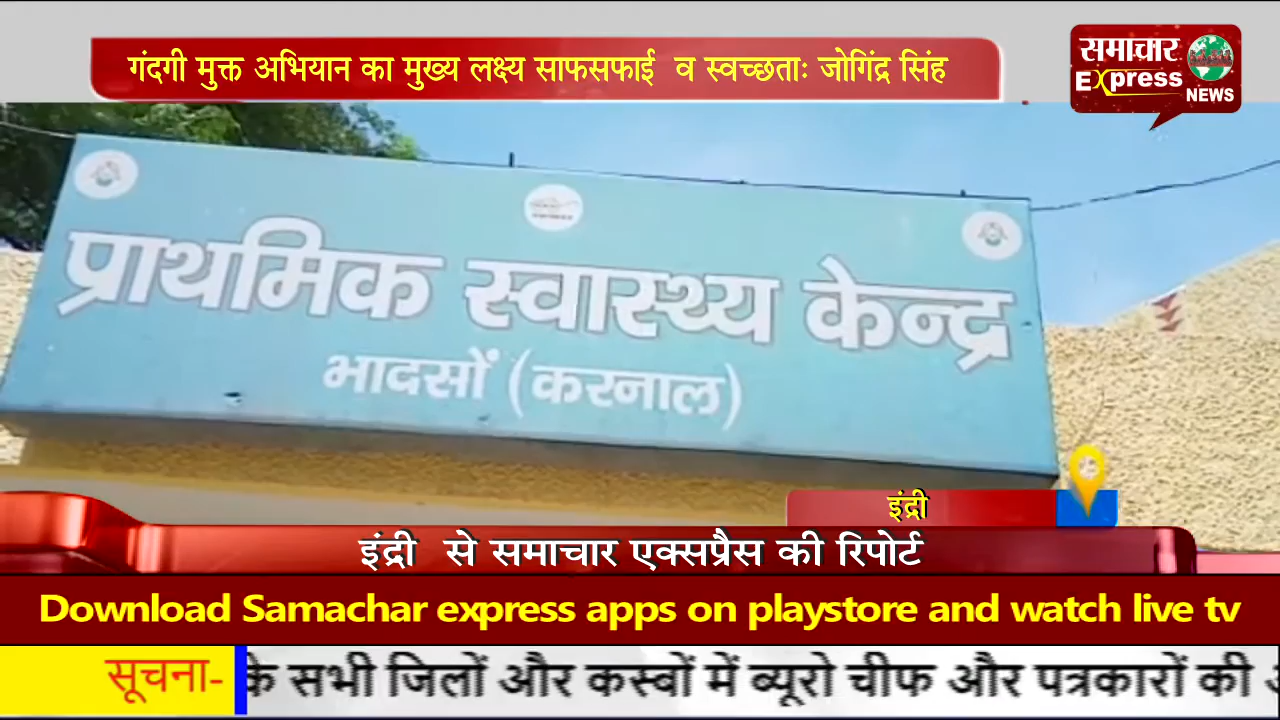 गंदगी मुक्त अभियान का मुख्य लक्ष्य साफसफाई व स्वच्छताः जोगिंद्र सिंह
समाचार
Express
NEWS
प्राथमिक स्वास्थ्य केन्द्र
भादसों (करनाल)
इंद्री
इंद्री से समाचार एक्सप्रैस की रिपोर्ट
Download Samachar express apps on playstore and watch live tv
सूचना- के सभी जिलों और कस्वों में ब्यूरो चीफ और पत्रकारों की